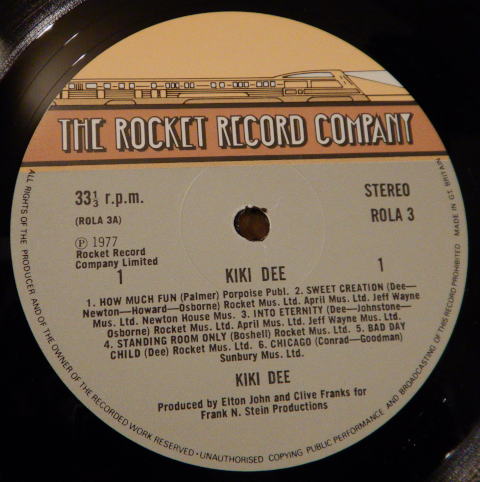 THE ROCKET RECORD COMPANY
33⅓ r.p.m.
STEREO
(ROLA 3A)
ROLA 3
℗ 1977
Rocket Record
Company Limited
1
KIKI DEE
1
1. HOW MUCH FUN (Palmer) Porpoise Publ. 2. SWEET CREATION (Dee—
Newton—Howard—Osborne) Rocket Mus. Ltd. April Mus. Ltd. Jeff Wayne
Mus. Ltd. Newton House Mus. 3. INTO ETERNITY (Dee—Johnstone—
Osborne) Rocket Mus. Ltd. April Mus. Ltd. Jeff Wayne Mus. Ltd.
4. STANDING ROOM ONLY (Boshell) Rocket Mus. Ltd. 5. BAD DAY
CHILD (Dee) Rocket Mus. Ltd. 6. CHICAGO (Conrad—Goodman)
Sunbury Mus. Ltd.
KIKI DEE
Produced by Elton John and Clive Franks for
Frank N. Stein Productions
ALL RIGHTS OF THE PRODUCER AND OF THE OWNER OF THE RECORDED WORK RESERVED · UNAUTHORISED COPYING PUBLIC PERFORMANCE AND BROADCASTING OF THIS RECORD PROHIBITED MADE IN GT. BRITAIN